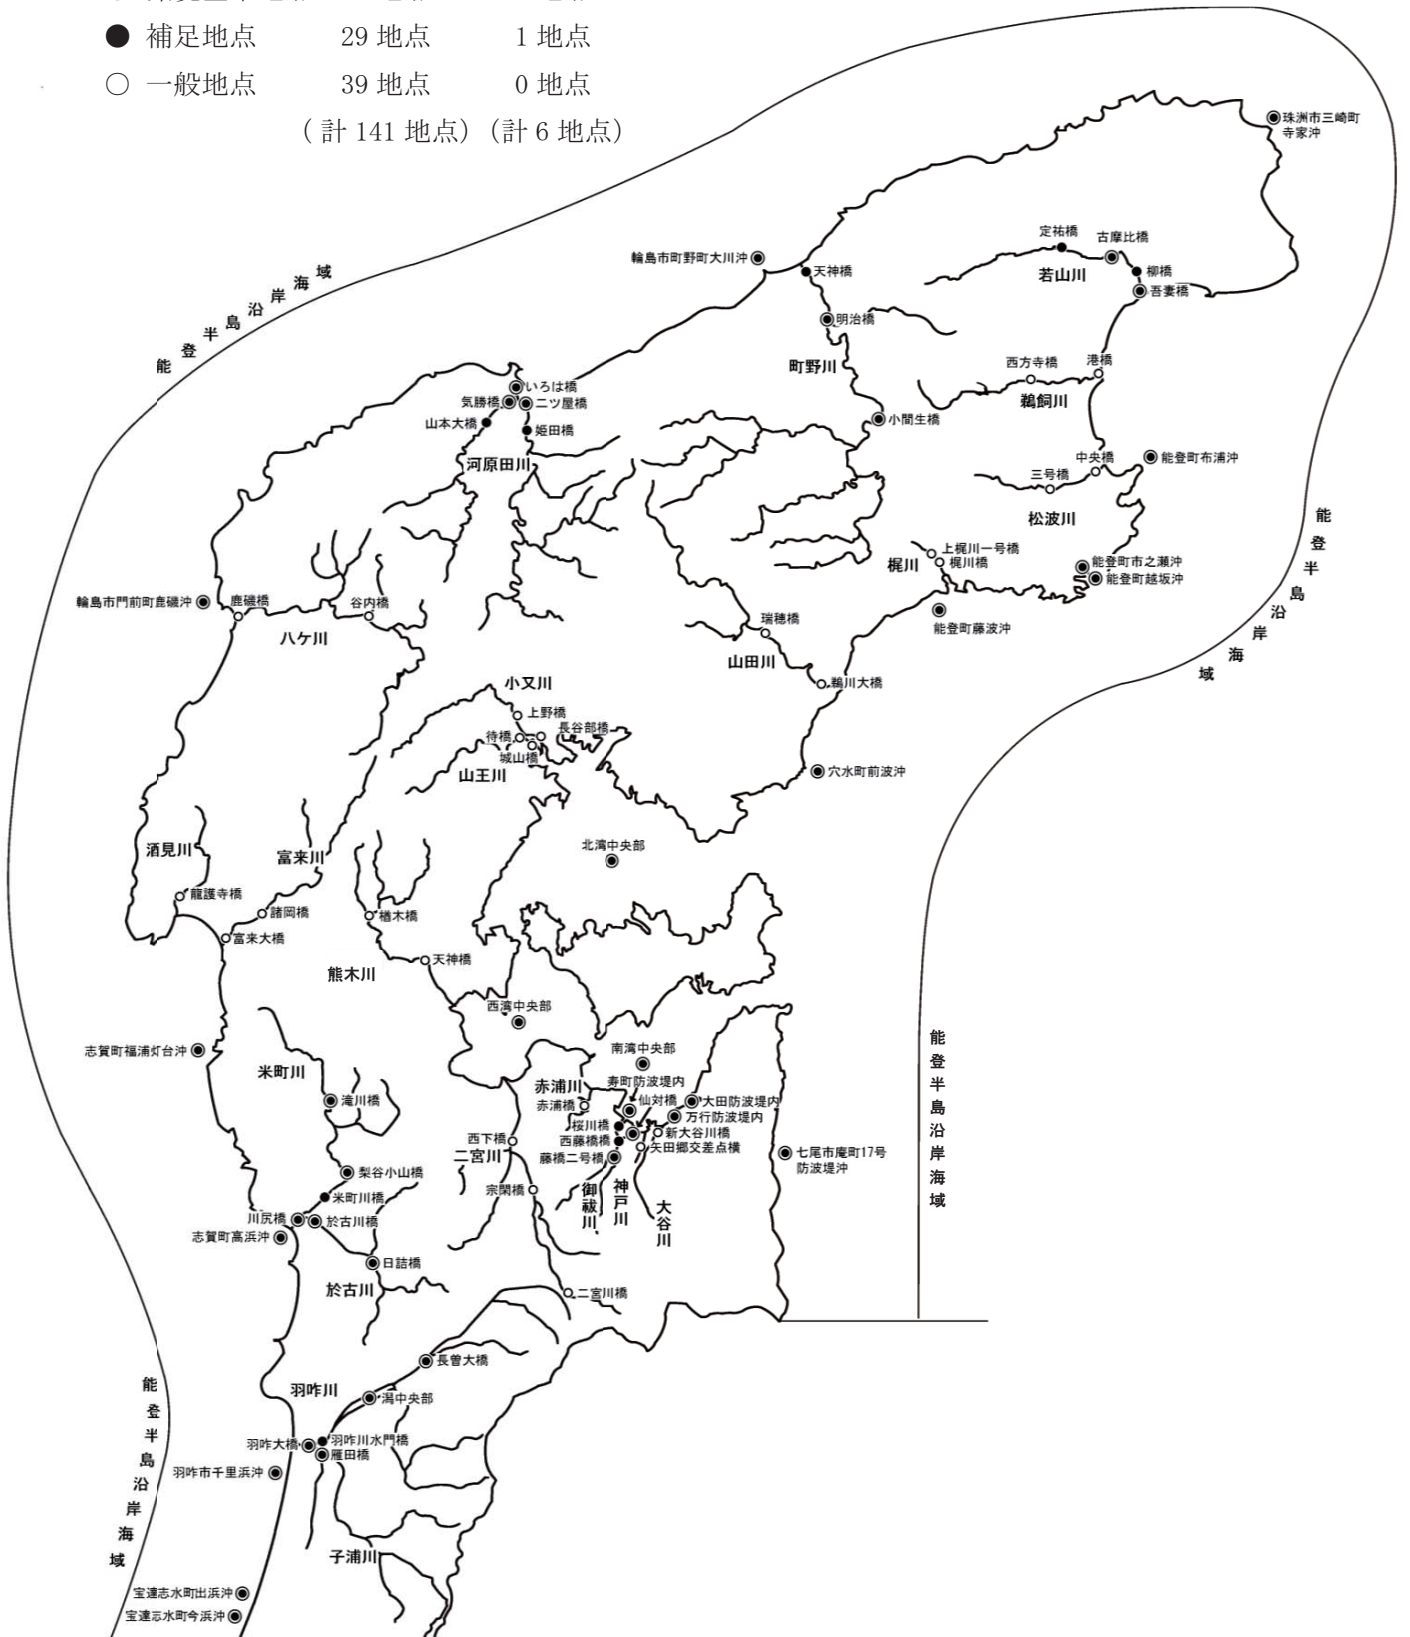 ● 補足地点 29 地点 1 地点
○ 一般地点 39 地点 0 地点
( 計 141 地点) (計 6 地点)
珠洲市三崎町
寺家沖
定祐橋
古摩比橋
柳橋
吾妻橋
若山川
輪島市町野町大川沖
天神橋
明治橋
町野川
小間生橋
西方寺橋
港橋
鵜飼川
中央橋
三号橋
松波川
能登町布浦沖
能登半島沿岸海域
いろは橋
気勝橋
二ツ屋橋
山本大橋
姫田橋
河原田川
能登半島沿岸海域
上梶川一号橋
梶川橋
梶川
能登町市之瀬沖
能登町越坂沖
能登町藤波沖
輪島市門前町鹿磯沖
鹿磯橋
谷内橋
八ケ川
瑞穂橋
山田川
鵜川大橋
小又川
上野橋
待橋
長谷部橋
城山橋
山王川
穴水町前波沖
北湾中央部
酒見川
富来川
龍護寺橋
諸岡橋
富来大橋
楢木橋
熊木川
天神橋
西湾中央部
志賀町福浦灯台沖
米町川
滝川橋
南湾中央部
寿町防波堤内
赤浦川
赤浦橋
仙対橋
大田防波堤内
万行防波堤内
桜川橋
西藤橋橋
新大谷川橋
矢田郷交差点横
藤橋二号橋
西下橋
二宮川
宗閑橋
御祓川
神戸川
大谷川
七尾市庵町17号
防波堤沖
能登半島沿岸海域
梨谷小山橋
米町川橋
川尻橋
於古川橋
志賀町高浜沖
日詰橋
於古川
二宮川橋
長曽大橋
羽咋川
潟中央部
羽咋大橋
羽咋川水門橋
雁田橋
羽咋市千里浜沖
能登半島沿岸海域
子浦川
宝達志水町出浜沖
宝達志水町今浜沖